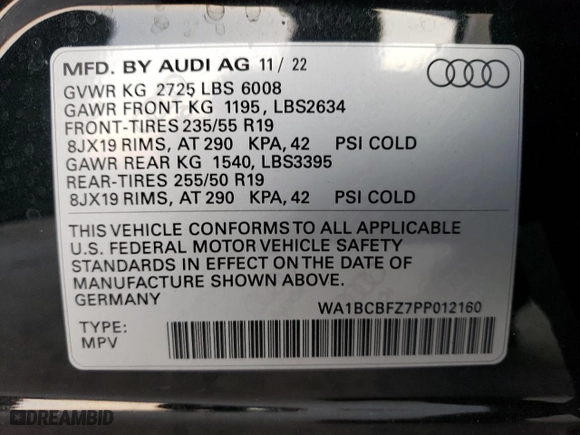 MFD. BY AUDI AG 11 / 22
GVWR KG 2725 LBS 6008
GAWR FRONT KG 1195, LBS2634
FRONT-TIRES 235/55 R19
8JX19 RIMS, AT 290 KPA, 42 PSI COLD
GAWR REAR KG 1540, LBS3395
REAR-TIRES 255/50 R19
8JX19 RIMS, AT 290 KPA, 42 PSI COLD
THIS VEHICLE CONFORMS TO ALL APPLICABLE
U.S. FEDERAL MOTOR VEHICLE SAFETY
STANDARDS IN EFFECT ON THE DATE OF
MANUFACTURE SHOWN ABOVE.
GERMANY
WA1BCBFZ7PP012160
TYPE:
MPV
DREAMBID